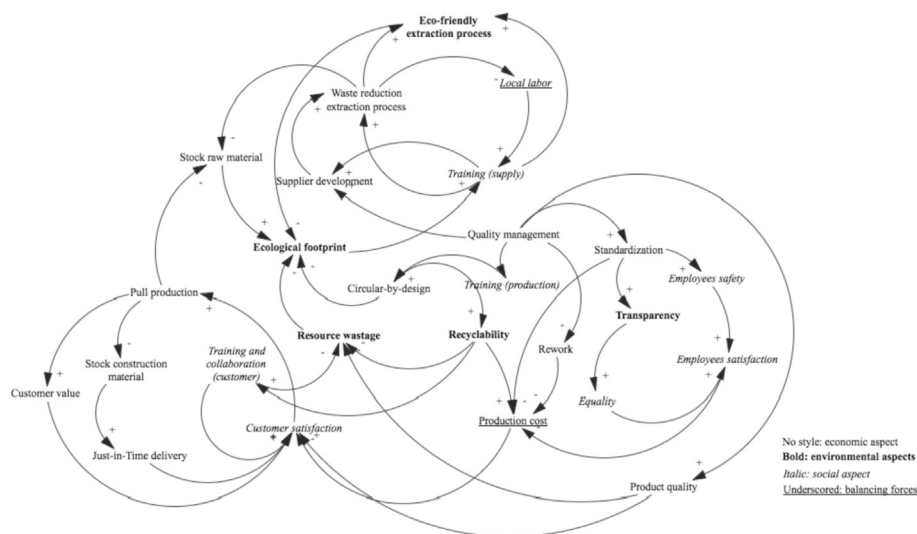 Eco-friendly
extraction process
+
+
Waste reduction
extraction process
-
Local labor
+
+
-
Stock raw material
-
+
Supplier development
+
+
Training (supply)
+
-
Ecological footprint
-
-
Quality management
+
Standardization
Circular-by-design
+
+
Training (production)
+
+
Employees safety
Pull production
+
-
+
Transparency
Resource wastage
Recyclability
-
-
-
Rework
-
+
Stock construction
material
Training and
collaboration
(customer)
+
Employees satisfaction
+
Customer value
+
Equality
+
+
Production cost
-
-
Customer satisfaction
+
Just-in-Time delivery
+
Product quality
No style: economic aspect
Bold: environmental aspects
Italic: social aspect
Underscored: balancing forces